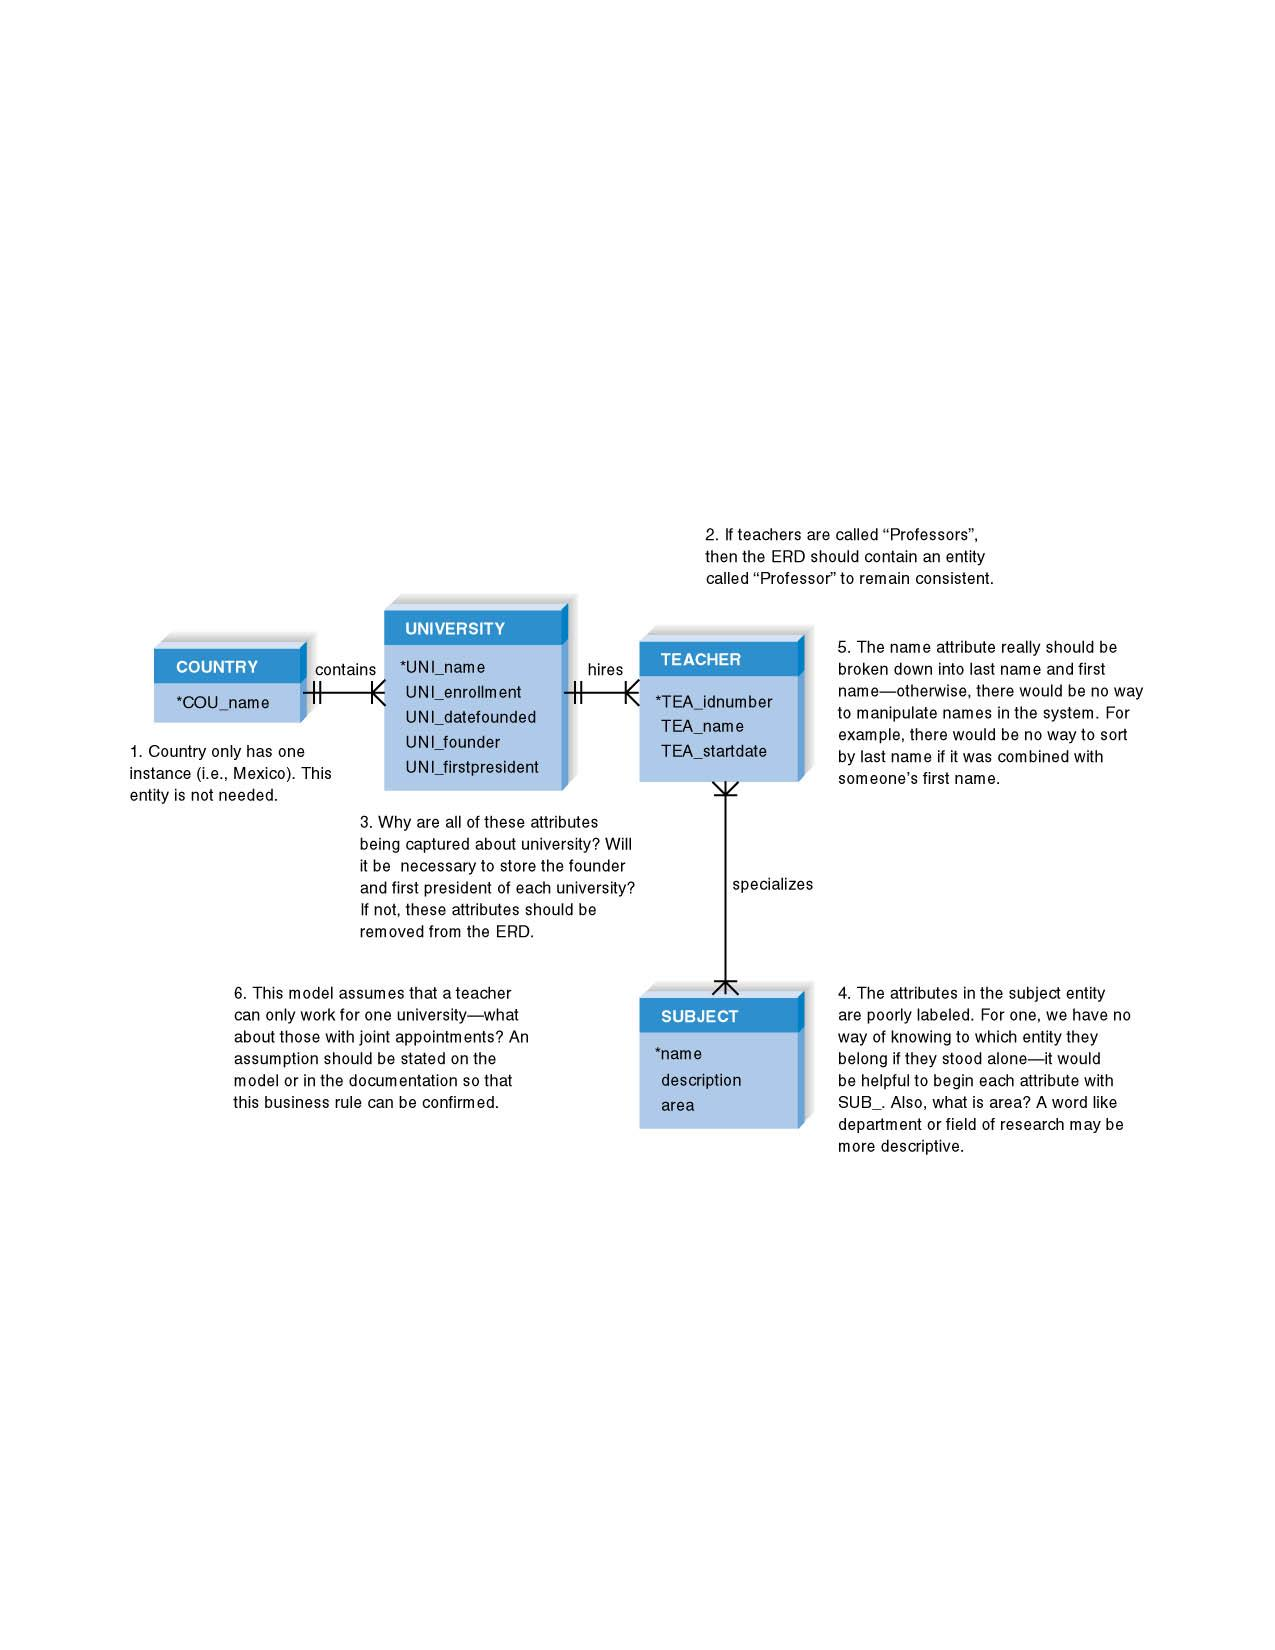 2. If teachers are called “Professors”,
then the ERD should contain an entity
called “Professor” to remain consistent.
COUNTRY
*COU_name
contains
UNIVERSITY
*UNI_name
UNI_enrollment
UNI_datefounded
UNI_founder
UNI_firstpresident
hires
TEACHER
*TEA_idnumber
TEA_name
TEA_startdate
5. The name attribute really should be
broken down into last name and first
name—otherwise, there would be no way
to manipulate names in the system. For
example, there would be no way to sort
by last name if it was combined with
someone’s first name.
1. Country only has one
instance (i.e., Mexico). This
entity is not needed.
3. Why are all of these attributes
being captured about university? Will
it be  necessary to store the founder
and first president of each university?
If not, these attributes should be
removed from the ERD.
specializes
6. This model assumes that a teacher
can only work for one university—what
about those with joint appointments? An
assumption should be stated on the
model or in the documentation so that
this business rule can be confirmed.
SUBJECT
*name
description
area
4. The attributes in the subject entity
are poorly labeled. For one, we have no
way of knowing to which entity they
belong if they stood alone—it would
be helpful to begin each attribute with
SUB_. Also, what is area? A word like
department or field of research may be
more descriptive.